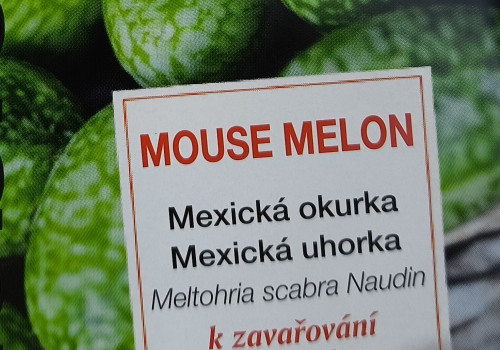 MOUSE MELON
Mexická okurka
Mexická uhorka
Meltohria scabra Naudin
k zavařování